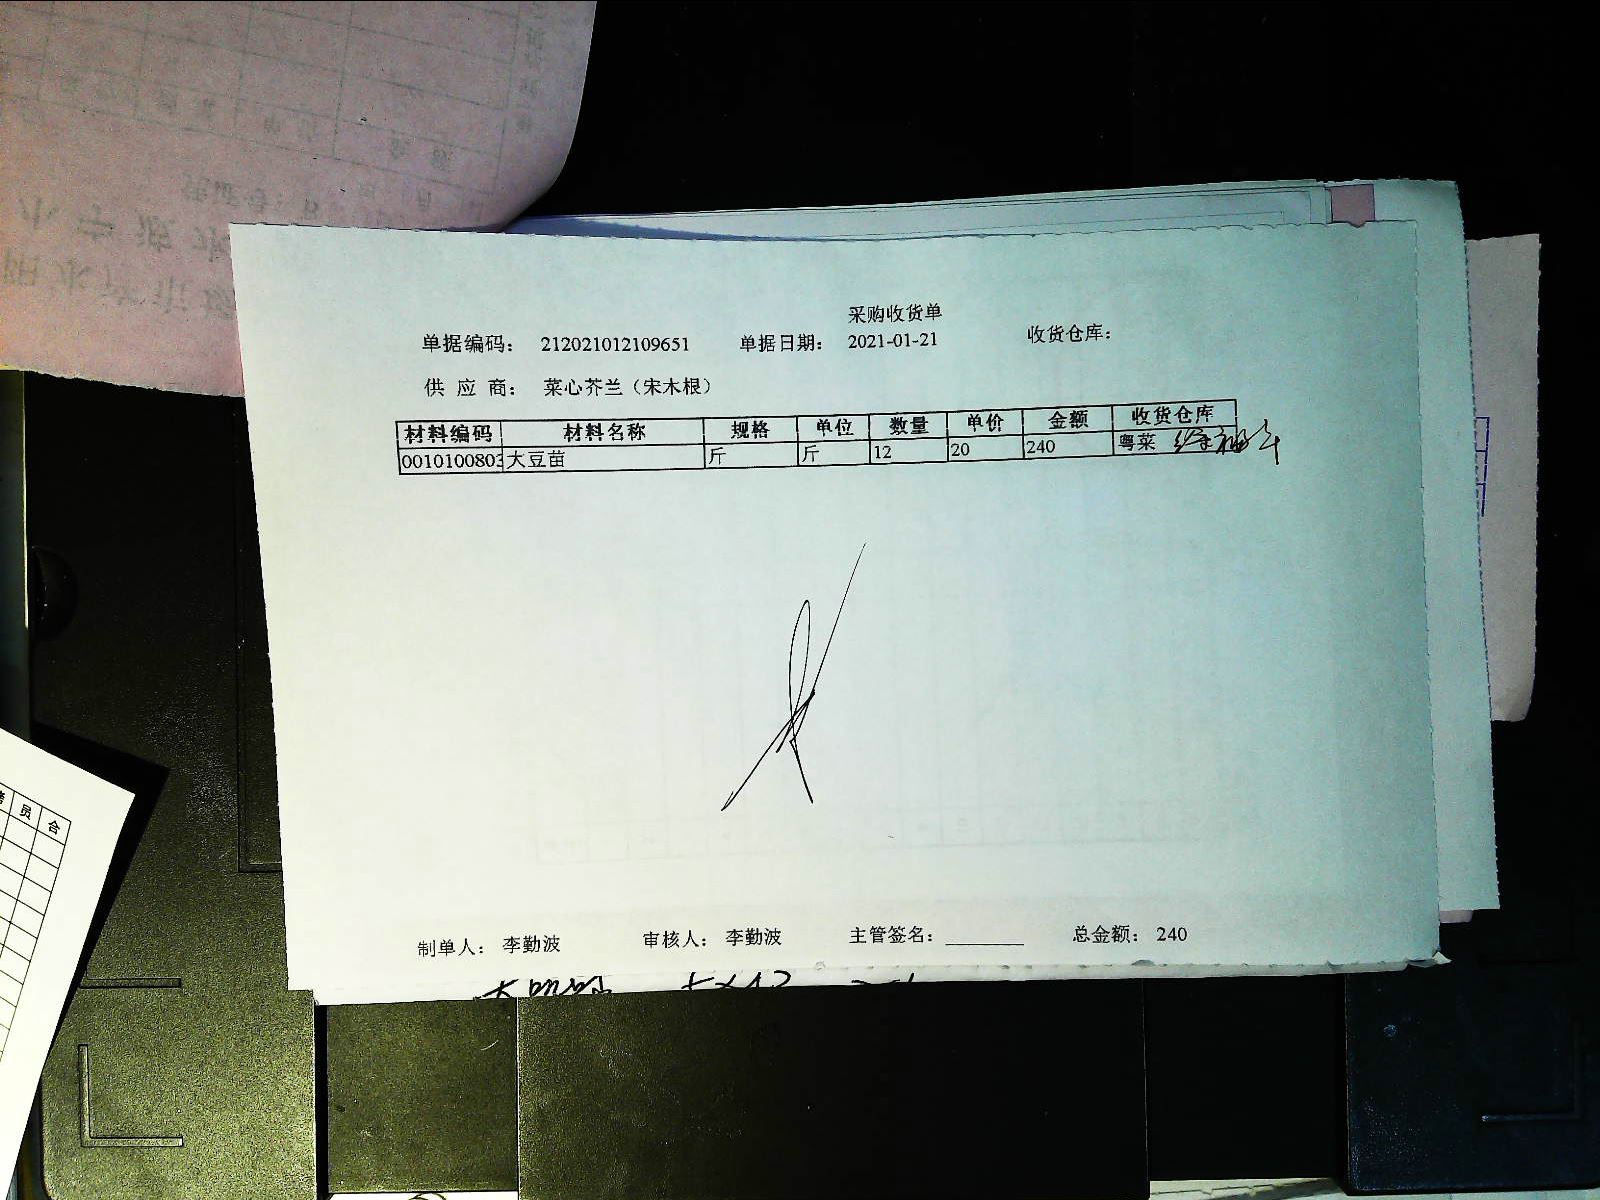 采购收货单
单据编码： 212021012109651 单据日期： 2021-01-21 收货仓库：
供 应 商： 菜心芥兰（宋木根）
材料编码 材料名称 规格 单位 数量 单价 金额 收货仓库
0010100803 大豆苗 斤 斤 12 20 240 粤菜
制单人： 李勤波 审核人： 李勤波 主管签名： 总金额： 240
员 合